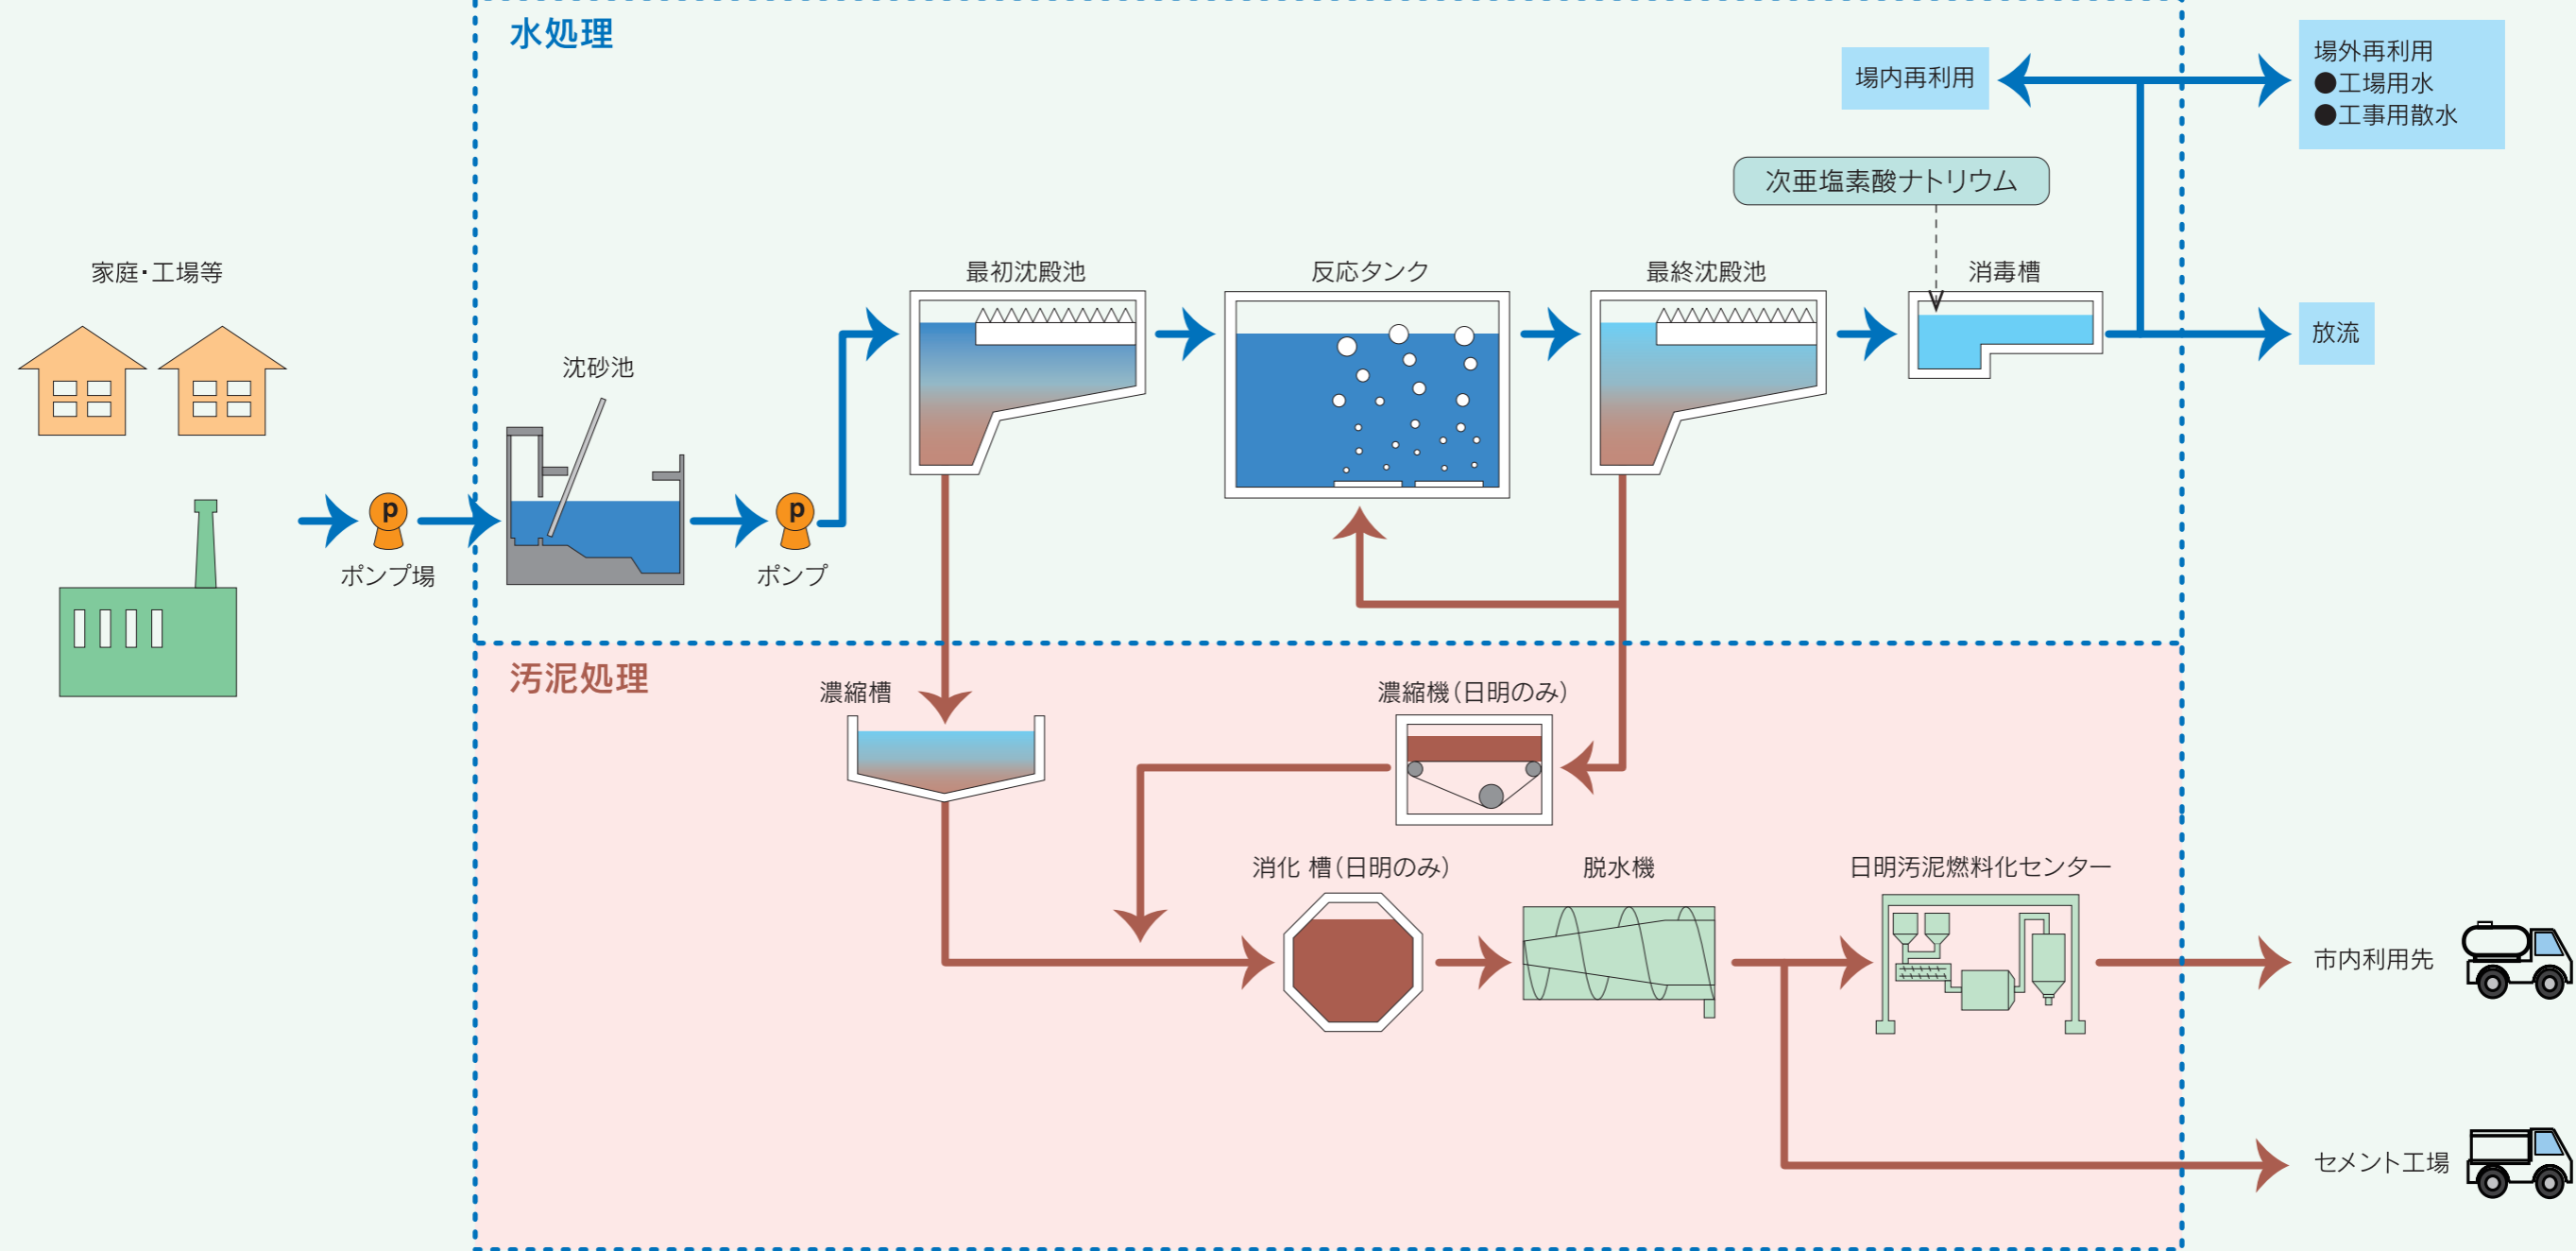 水処理
場内再利用
場外再利用
●工場用水
●工事用散水
次亜塩素酸ナトリウム
家庭・工場等
最初沈殿池
反応タンク
最終沈殿池
消毒槽
放流
沈砂池
p
p
ポンプ場
ポンプ
汚泥処理
濃縮槽
濃縮機(日明のみ)
消化 槽(日明のみ)
脱水機
日明汚泥燃料化センター
市内利用先
セメント工場